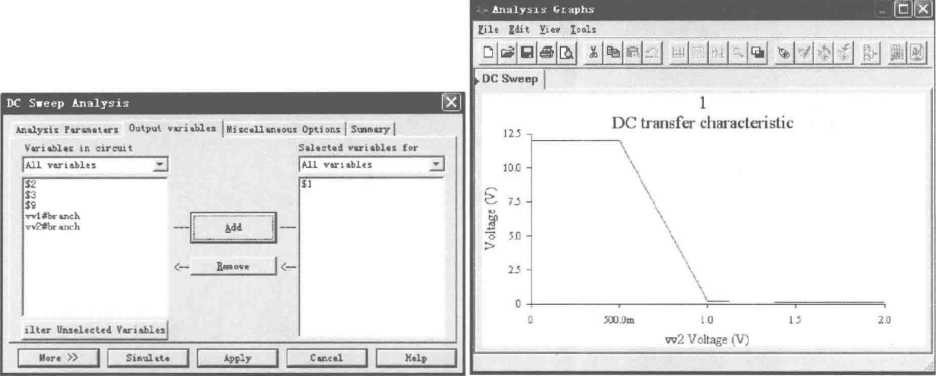 DC Sweep Analysis
Analysis Parameters
Output variables
Miscellaneous Options
Summary
Variables in circuit
All variables
$2
$3
$9
vv1#branch
vv2#branch
Add
Remove
Selected variables for
All variables
$1
ilter Unselected Variables
More >>
Simulate
Apply
Cancel
Help
Analysis Graphs
File Edit View Tools
DC Sweep
1
DC transfer characteristic
Voltage (V)
12.5
10.0
7.5
5.0
2.5
0
0 500.0m 1.0 1.5 2.0
vv2 Voltage (V)